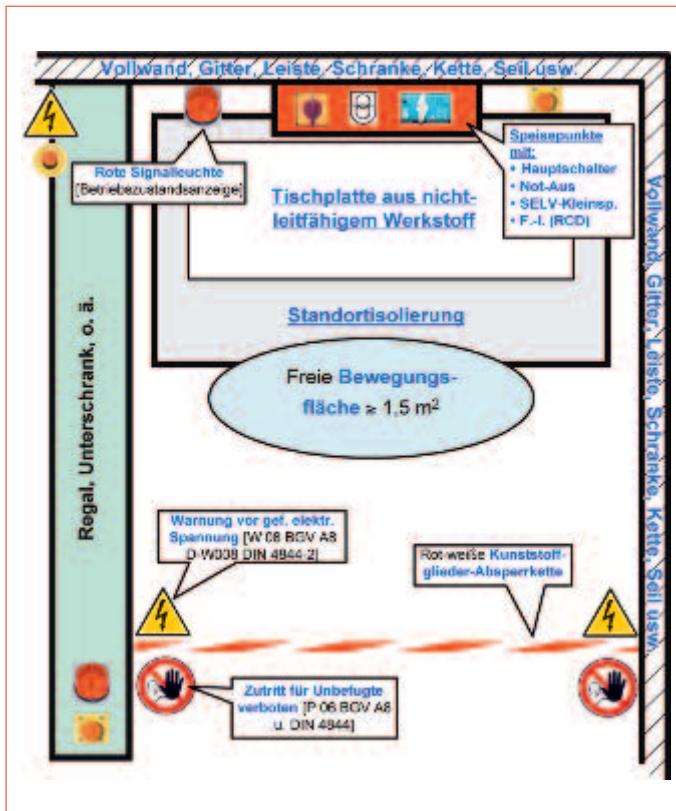 Vollwand, Gitter, Leiste, Schranke, Kette, Seil usw.
Rote Signalleuchte
[Betriebszustandsanzeige]
Speisepunkte
mit:
• Hauptschalter
• Not-Aus
• SELV-Kleinsp.
• F.-I. (RCD)
Tischplatte aus nicht-
leitfähigem Werkstoff
Standortisolierung
Freie Bewegungs-
fläche ≥ 1,5 m²
Regal, Unterschrank, o. ä.
Vollwand, Gitter, Leiste, Schranke, Kette, Seil usw.
Warnung vor gef. elektr.
Spannung [W 08 BGV A8
D-W008 DIN 4844-2]
Rot-weiße Kunststoff-
glieder-Absperrkette
Zutritt für Unbefugte
verboten [P 06 BGV A8
u. DIN 4844]